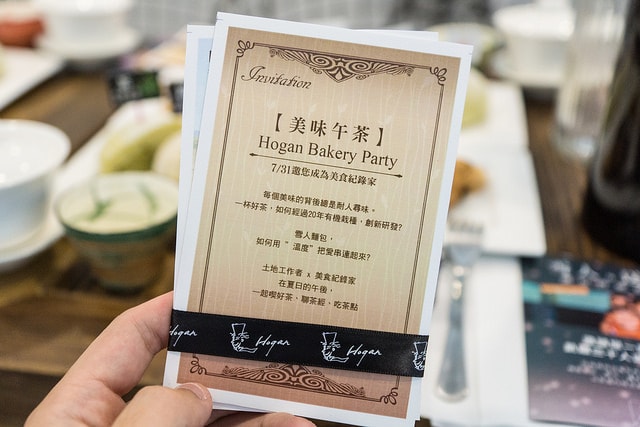 Invitation
【美味午茶】
Hogan Bakery Party
7/31邀您成為美食紀錄家
每個美味的背後總是耐人尋味。
一杯好茶，如何經過20年有機栽種，創新研發?
雪人麵包，
如何用＂溫度＂把愛串連起來?
土地工作者 x 美食紀錄家
在夏日的午後，
一起喫好茶、聊茶經、吃茶點
Hogan Hogan Hogan